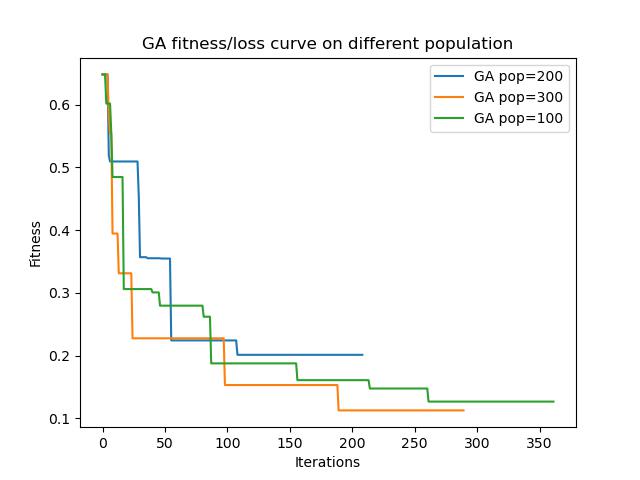 GA fitness/loss curve on different population
GA pop=200
GA pop=300
GA pop=100
Fitness
0.6
0.5
0.4
0.3
0.2
0.1
0 50 100 150 200 250 300 350
Iterations